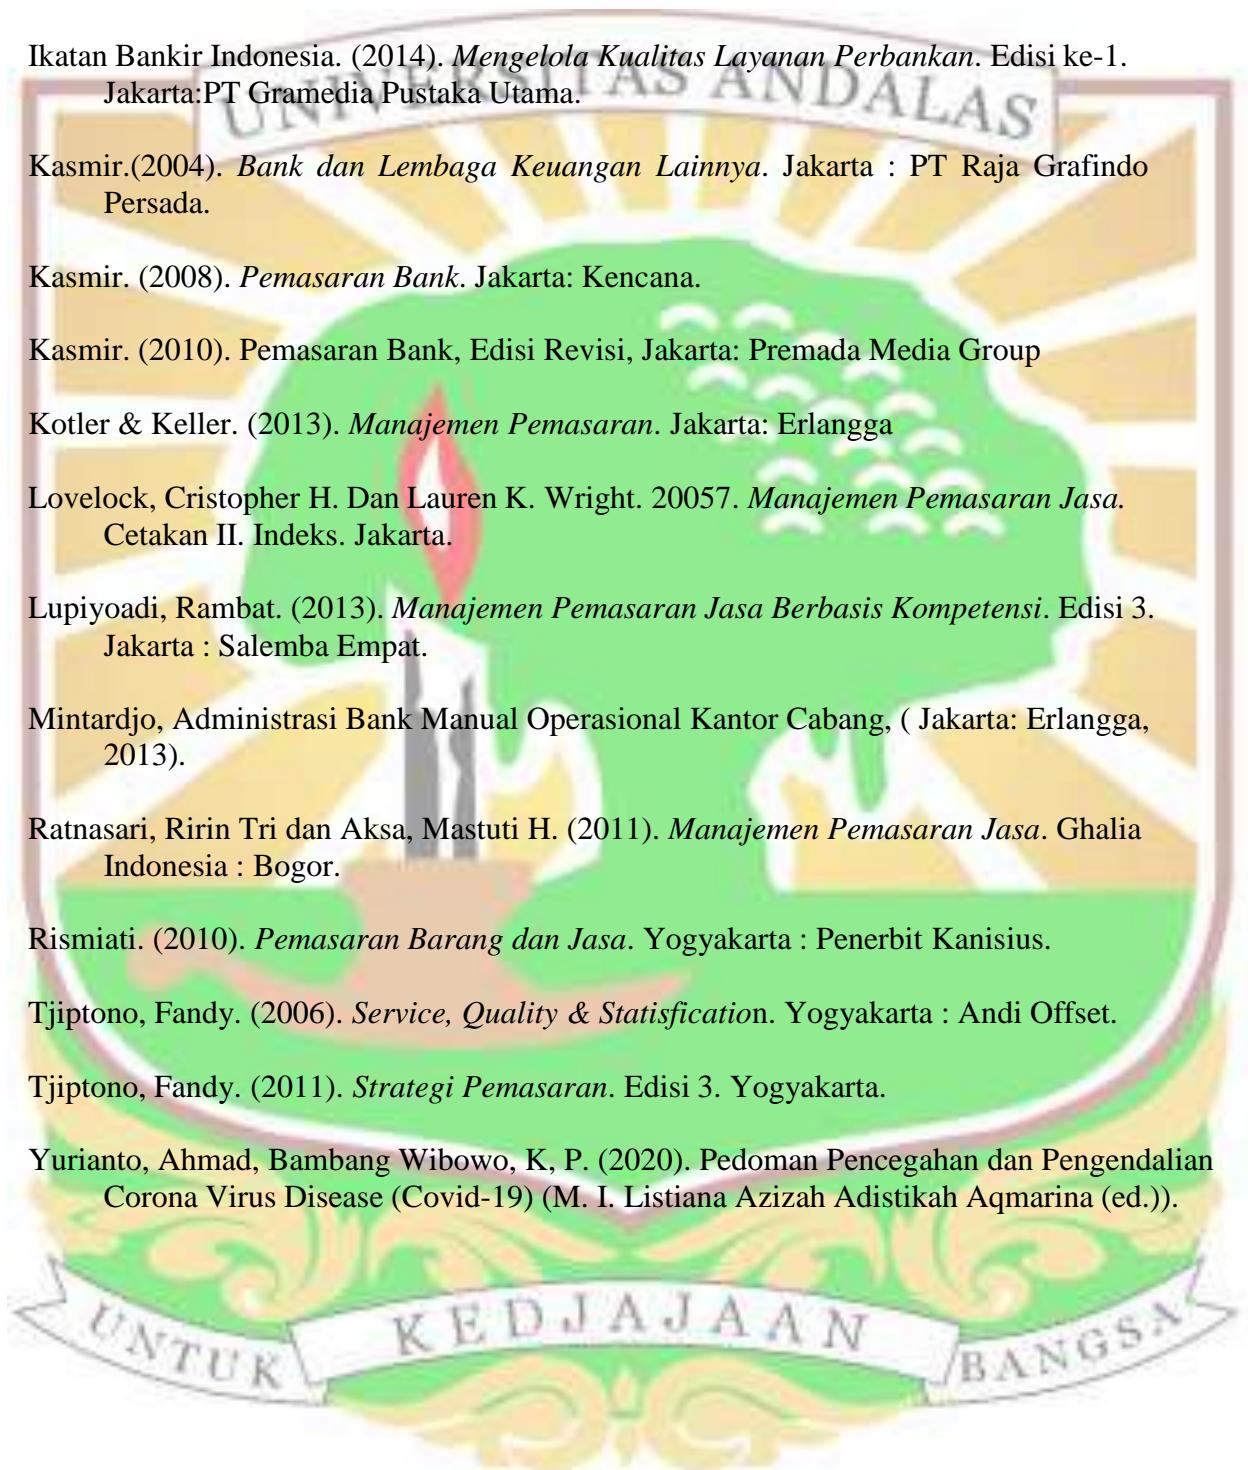 UNIVERSITAS ANDALAS
Ikatan Bankir Indonesia. (2014). Mengelola Kualitas Layanan Perbankan. Edisi ke-1.
Jakarta:PT Gramedia Pustaka Utama.
Kasmir.(2004). Bank dan Lembaga Keuangan Lainnya. Jakarta : PT Raja Grafindo
Persada.
Kasmir. (2008). Pemasaran Bank. Jakarta: Kencana.
Kasmir. (2010). Pemasaran Bank, Edisi Revisi, Jakarta: Premada Media Group
Kotler & Keller. (2013). Manajemen Pemasaran. Jakarta: Erlangga
Lovelock, Cristopher H. Dan Lauren K. Wright. 20057. Manajemen Pemasaran Jasa.
Cetakan II. Indeks. Jakarta.
Lupiyoadi, Rambat. (2013). Manajemen Pemasaran Jasa Berbasis Kompetensi. Edisi 3.
Jakarta : Salemba Empat.
Mintardjo, Administrasi Bank Manual Operasional Kantor Cabang, ( Jakarta: Erlangga,
2013).
Ratnasari, Ririn Tri dan Aksa, Mastuti H. (2011). Manajemen Pemasaran Jasa. Ghalia
Indonesia : Bogor.
Rismiati. (2010). Pemasaran Barang dan Jasa. Yogyakarta : Penerbit Kanisius.
Tjiptono, Fandy. (2006). Service, Quality & Statisfication. Yogyakarta : Andi Offset.
Tjiptono, Fandy. (2011). Strategi Pemasaran. Edisi 3. Yogyakarta.
Yurianto, Ahmad, Bambang Wibowo, K, P. (2020). Pedoman Pencegahan dan Pengendalian
Corona Virus Disease (Covid-19) (M. I. Listiana Azizah Adistikah Aqmarina (ed.)).
UNTUK KEDJAJAAN BANGSA